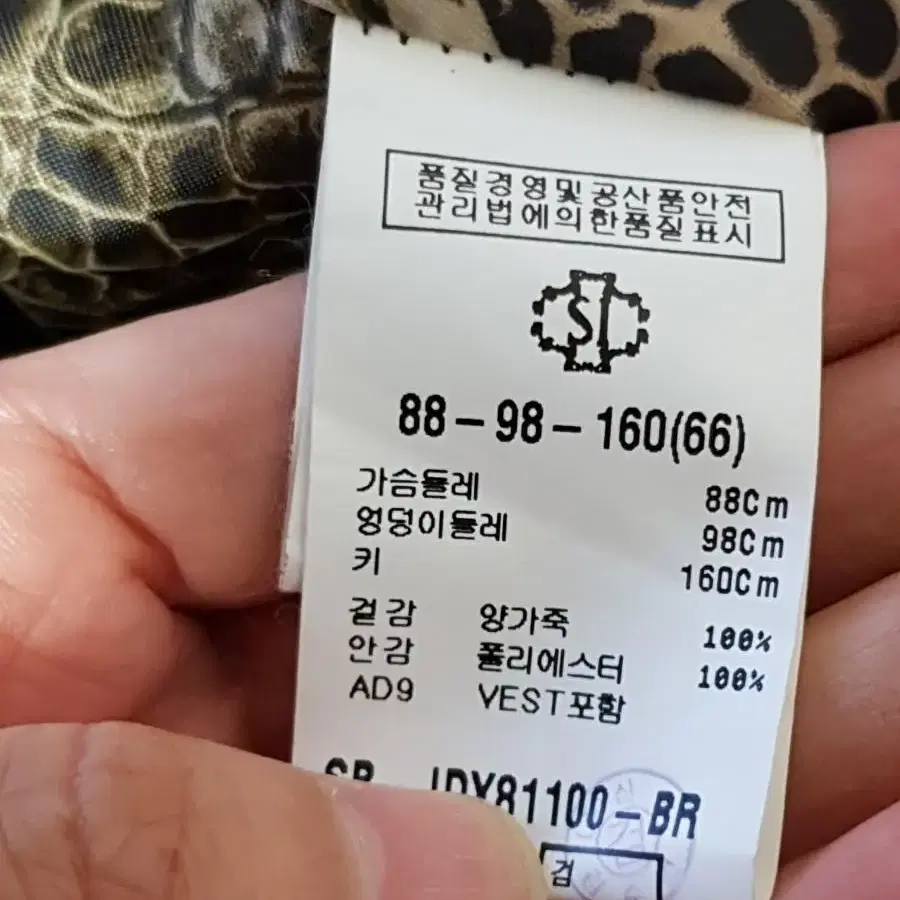 품질경영및공산품안전
관리법에의한품질표시
SI
88-98-160(66)
가슴둘레 88Cm
엉덩이둘레 98Cm
키 160Cm
겉감 양가죽 100%
안감 폴리에스터 100%
AD9 VEST포함
81100-BR
검